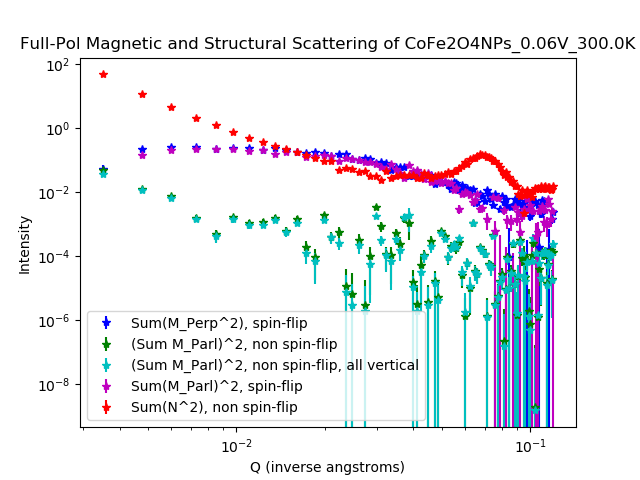 Full-Pol Magnetic and Structural Scattering of CoFe2O4NPs_0.06V_300.0K
10^2
10^0
10^−2
10^−4
10^−6
10^−8
Intensity
Sum(M_Perp^2), spin-flip
(Sum M_Parl)^2, non spin-flip
(Sum M_Parl)^2, non spin-flip, all vertical
Sum(M_Parl)^2, spin-flip
Sum(N^2), non spin-flip
10^−2
10^−1
Q (inverse angstroms)